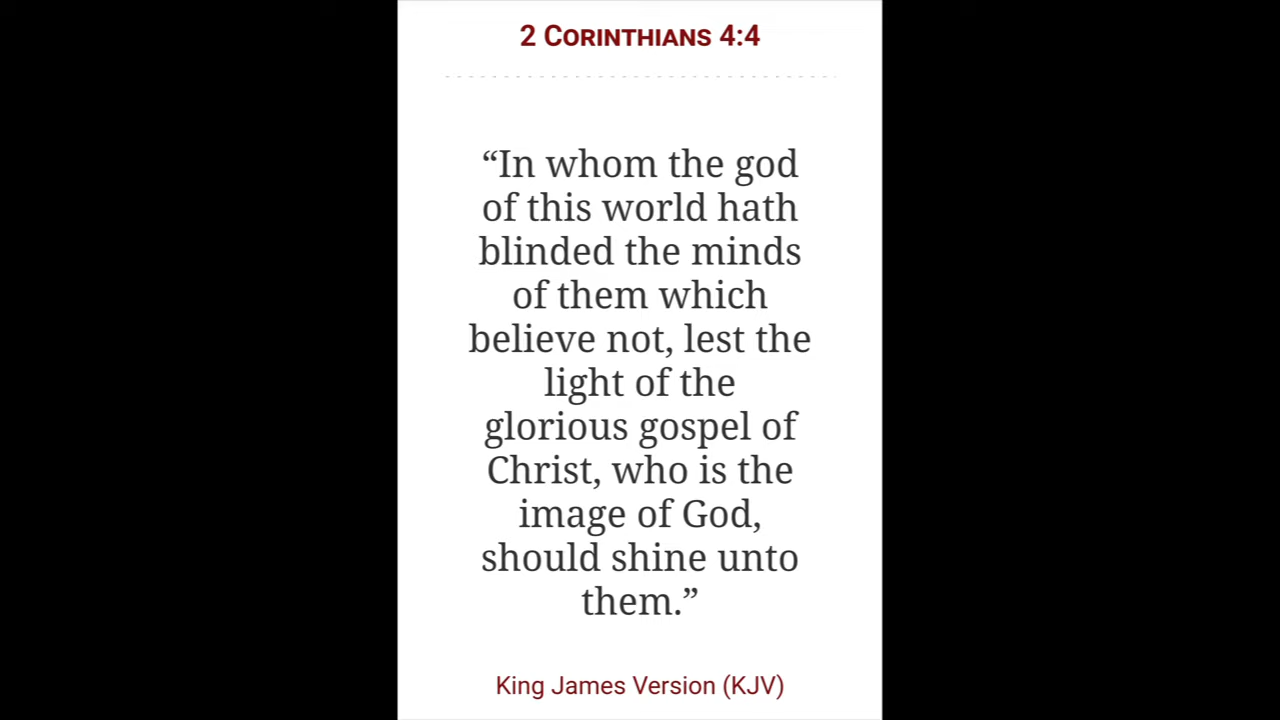 2 CORINTHIANS 4:4
“In whom the god
of this world hath
blinded the minds
of them which
believe not, lest the
light of the
glorious gospel of
Christ, who is the
image of God,
should shine unto
them.”
King James Version (KJV)